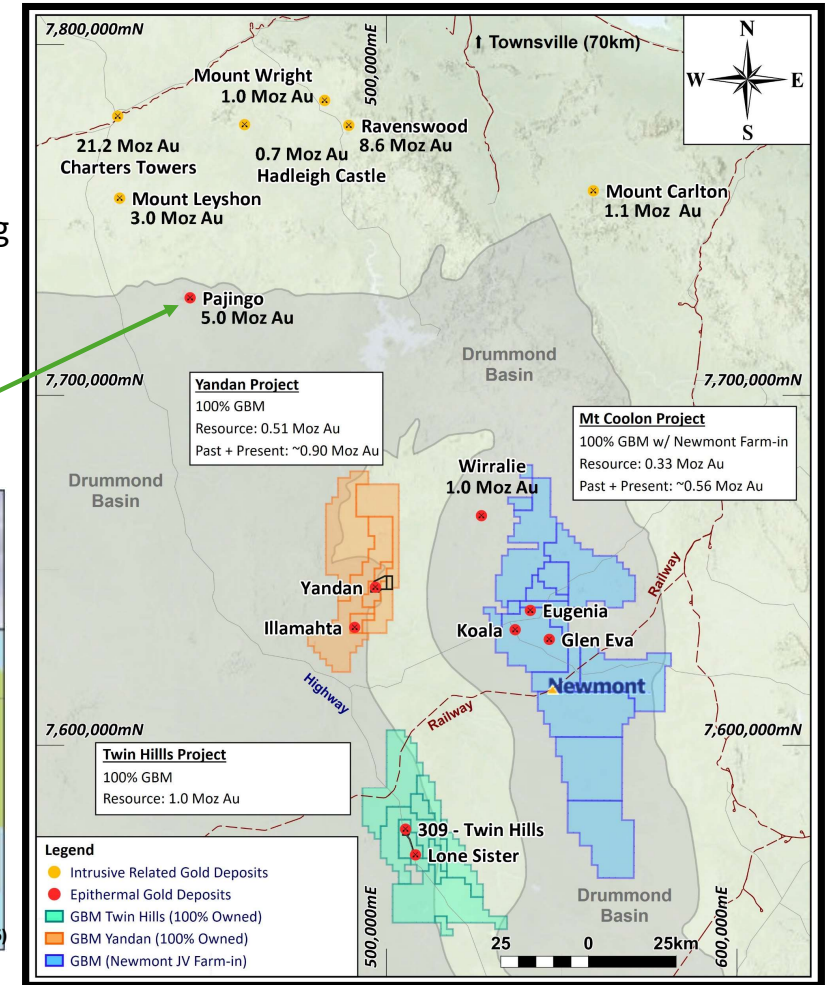 7,800,000mN
500,000mE
Townsville (70km)
N
W E
S
Mount Wright
1.0 Moz Au
21.2 Moz Au
Charters Towers
0.7 Moz Au
Hadleigh Castle
Ravenswood
8.6 Moz Au
Mount Leyshon
3.0 Moz Au
Mount Carlton
1.1 Moz Au
g
Pajingo
5.0 Moz Au
Drummond
Basin
7,700,000mN
7,700,000mN
Yandan Project
100% GBM
Resource: 0.51 Moz Au
Past + Present: ~0.90 Moz Au
Mt Coolon Project
100% GBM w/ Newmont Farm-in
Resource: 0.33 Moz Au
Past + Present: ~0.56 Moz Au
Drummond
Basin
Wirralie
1.0 Moz Au
Yandan
Illamahta
Eugenia
Koala
Glen Eva
Railway
Newmont
Highway
Railway
7,600,000mN
7,600,000mN
Twin Hillls Project
100% GBM
Resource: 1.0 Moz Au
309 - Twin Hills
Lone Sister
Legend
Intrusive Related Gold Deposits
Epithermal Gold Deposits
GBM Twin Hills (100% Owned)
GBM Yandan (100% Owned)
GBM (Newmont JV Farm-in)
Drummond
Basin
500,000mE
600,000mE
25 0 25km